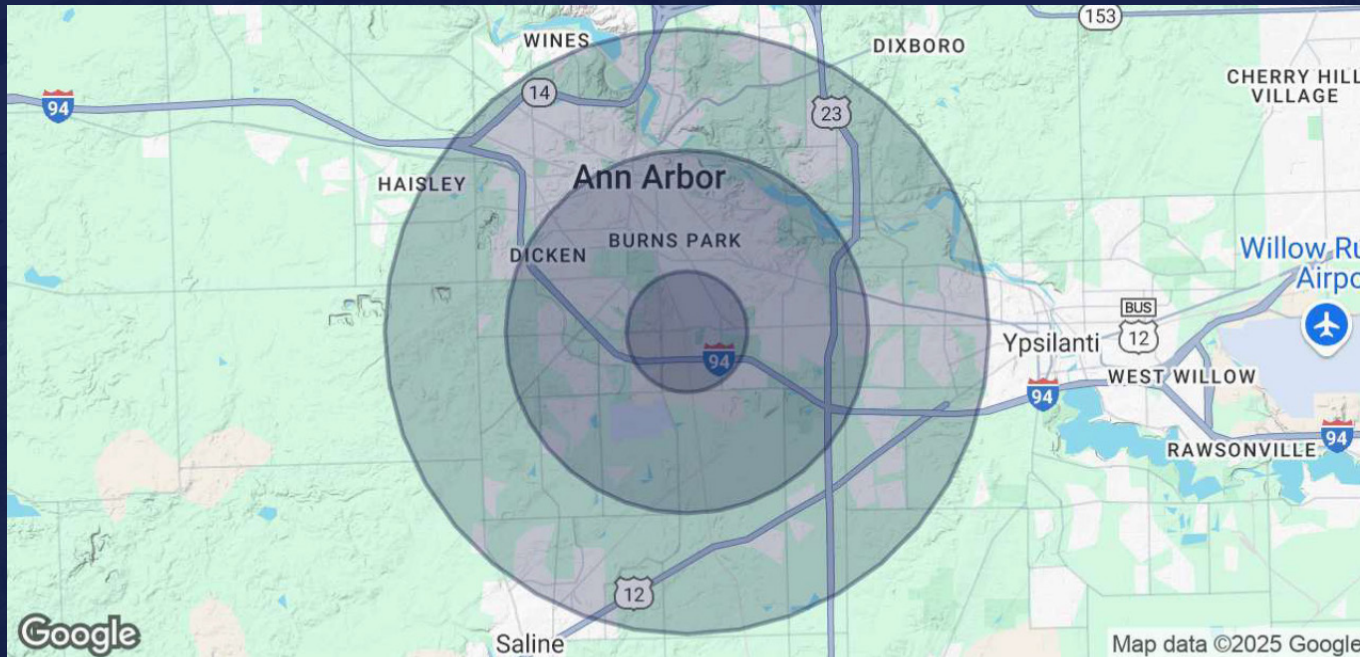 153
WINES
DIXBORO
CHERRY HILL
VILLAGE
94
14
23
HAISLEY
Ann Arbor
BURNS PARK
DICKEN
Willow Ru
Airpo
BUS
12
Ypsilanti
94
WEST WILLOW
94
94
RAWSONVILLE
12
Saline
Google
Map data ©2025 Google